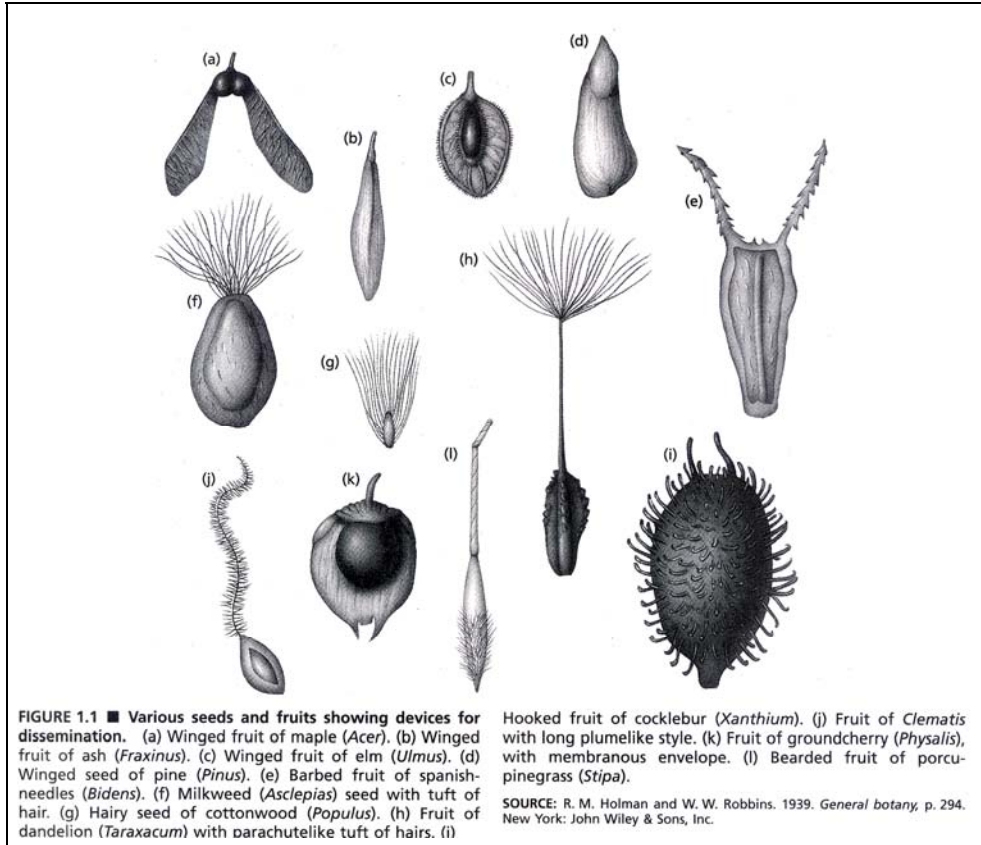 (a)
(b)
(c)
(d)
(e)
(f)
(g)
(h)
(i)
(j)
(k)
(l)
FIGURE 1.1 ■ Various seeds and fruits showing devices for
dissemination. (a) Winged fruit of maple (Acer). (b) Winged
fruit of ash (Fraxinus). (c) Winged fruit of elm (Ulmus). (d)
Winged seed of pine (Pinus). (e) Barbed fruit of spanish-
needles (Bidens). (f) Milkweed (Asclepias) seed with tuft of
hair. (g) Hairy seed of cottonwood (Populus). (h) Fruit of
dandelion (Taraxacum) with parachutelike tuft of hairs. (i)
Hooked fruit of cocklebur (Xanthium). (j) Fruit of Clematis
with long plumelike style. (k) Fruit of groundcherry (Physalis),
with membranous envelope. (l) Bearded fruit of porcu-
pinegrass (Stipa).
SOURCE: R. M. Holman and W. W. Robbins. 1939. General botany, p. 294.
New York: John Wiley & Sons, Inc.